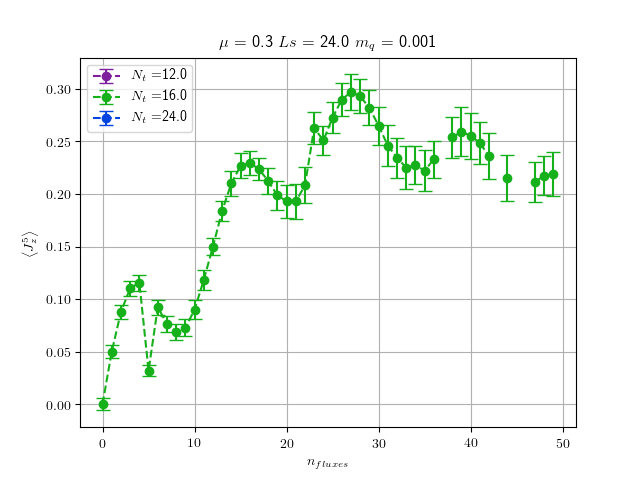 μ = 0.3 Ls = 24.0 m_q = 0.001
N_t =12.0
N_t =16.0
N_t =24.0
0.30
0.25
0.20
0.15
0.10
0.05
0.00
⟨J_z^5⟩
0 10 20 30 40 50
n_{fluxes}